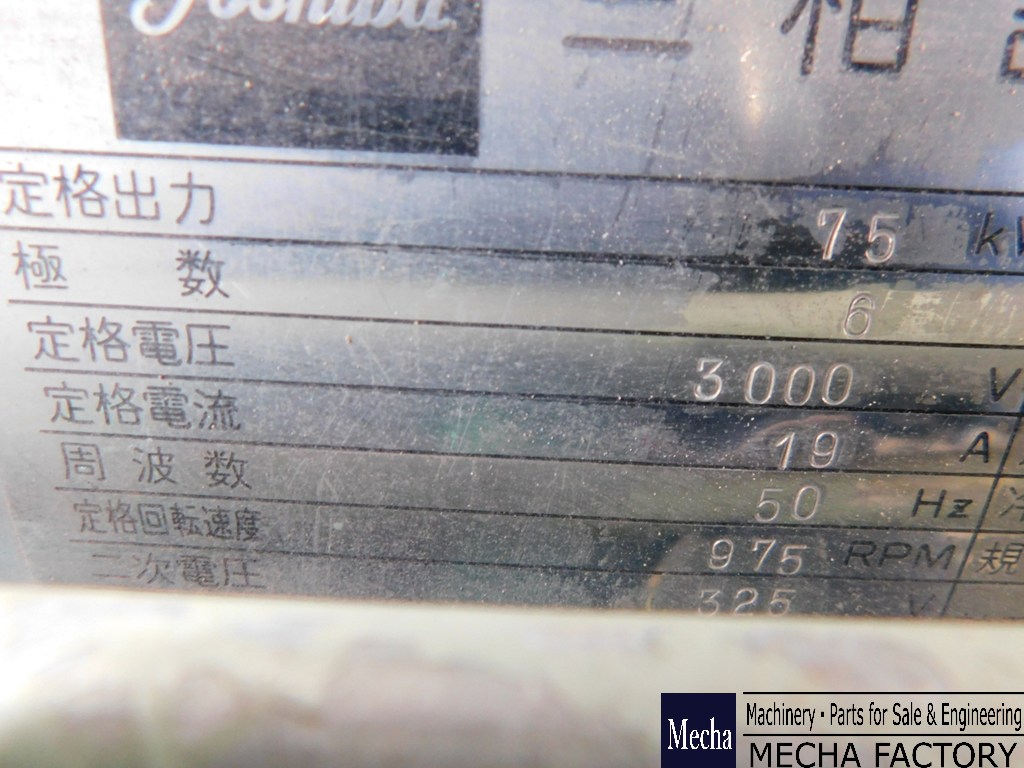 Toshiba 三相
定格出力 75 kW
極 数 6
定格電圧 3000 V
定格電流 19 A
周波数 50 Hz
定格回転速度 975 RPM 規
二次電圧 325 V
Mecha
Machinery・Parts for Sale & Engineering
MECHA FACTORY